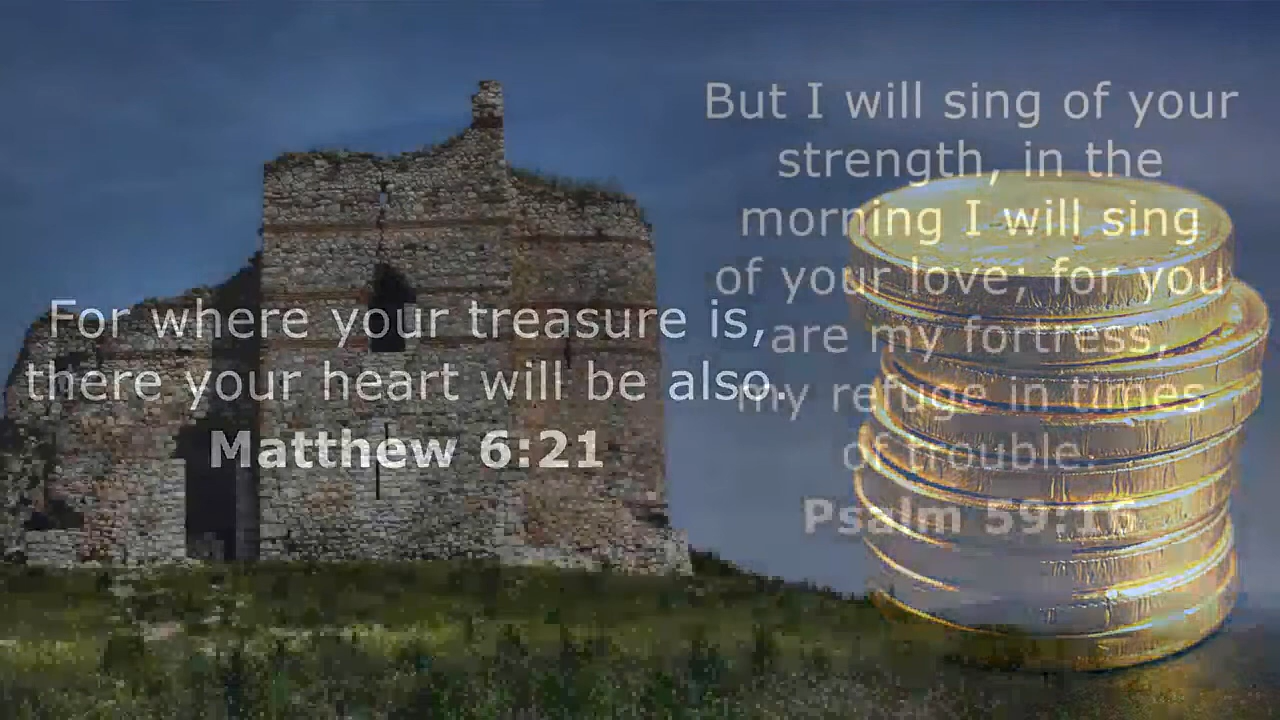 For where your treasure is,
there your heart will be also.
Matthew 6:21
But I will sing of your
strength, in the
morning I will sing
of your love; for you
are my fortress,
my refuge in times
of trouble.
Psalm 59:16